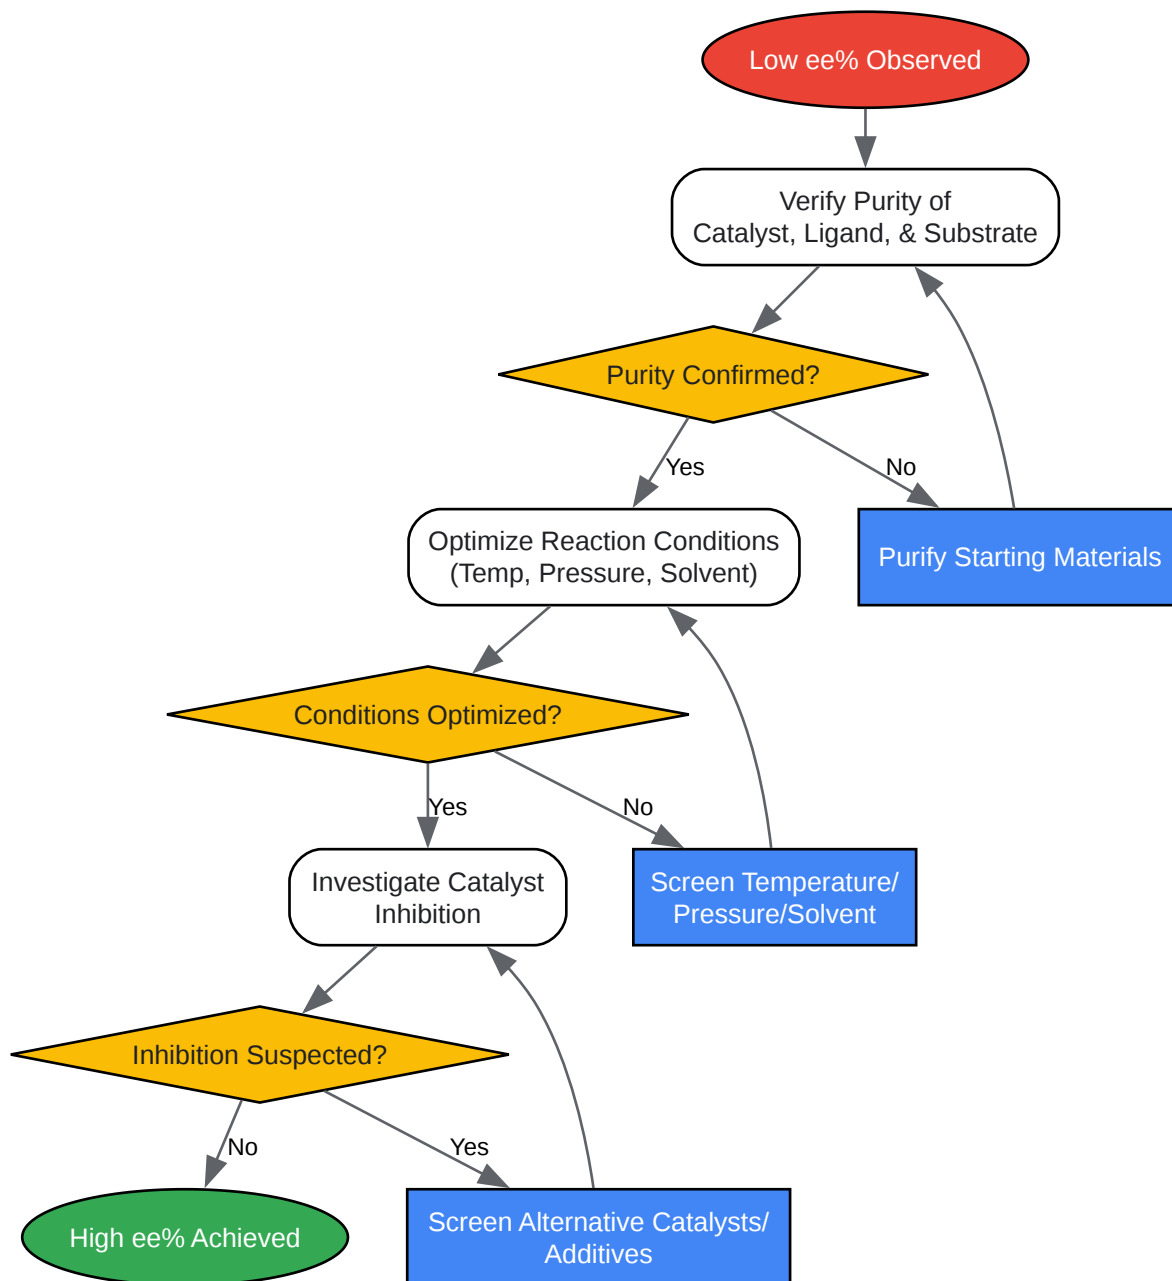 Low ee% Observed
Verify Purity of
Catalyst, Ligand, & Substrate
Purity Confirmed?
Yes
No
Optimize Reaction Conditions
(Temp, Pressure, Solvent)
Purify Starting Materials
Conditions Optimized?
Yes
No
Investigate Catalyst
Inhibition
Screen Temperature/
Pressure/Solvent
Inhibition Suspected?
No
Yes
High ee% Achieved
Screen Alternative Catalysts/
Additives